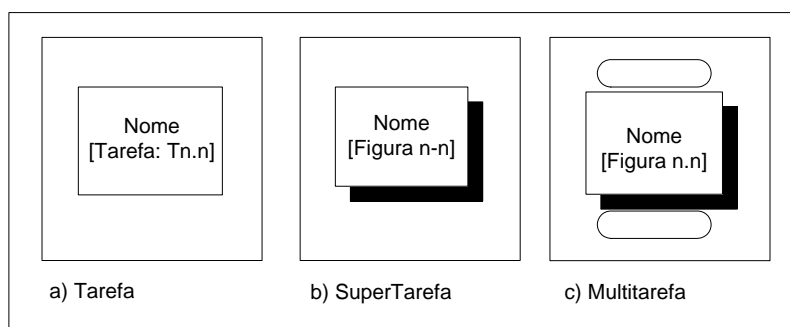 Nome
[Tarefa: Tn.n]
Nome
[Figura n-n]
Nome
[Figura n.n]
a) Tarefa
b) SuperTarefa
c) Multitarefa